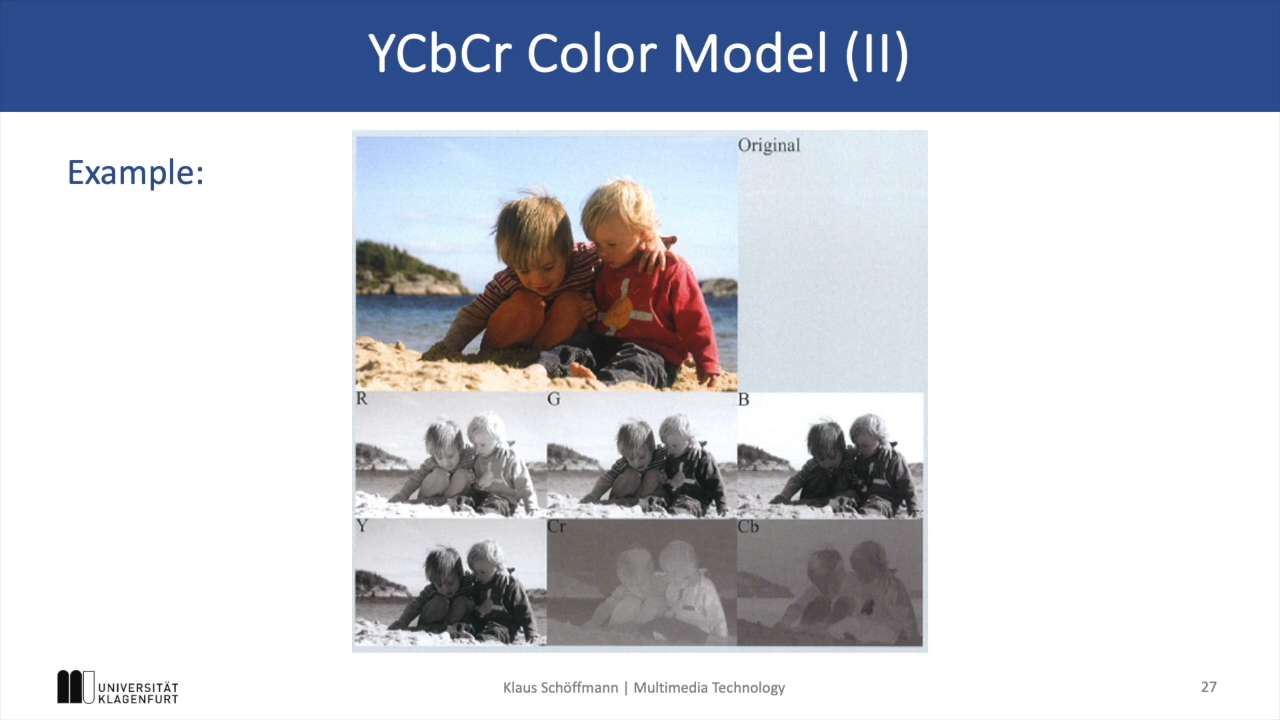 YCbCr Color Model (II)
Example:
Original
R
G
B
Y
Cr
Cb
UNIVERSITÄT
KLAGENFURT
Klaus Schöffmann | Multimedia Technology
27